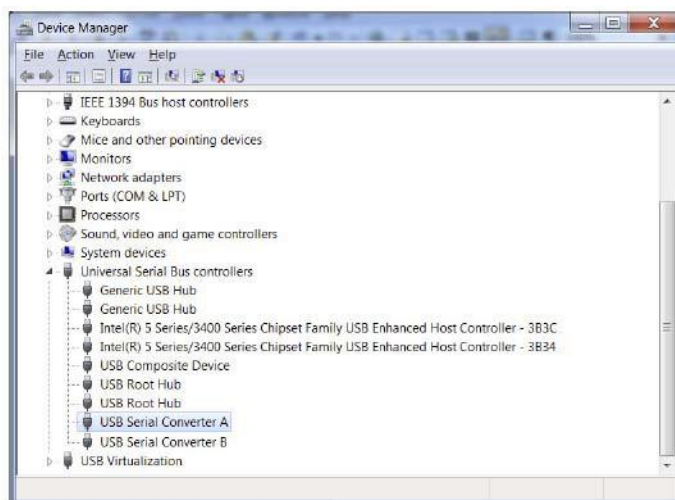 Device Manager
File Action View Help
IEEE 1394 Bus host controllers
Keyboards
Mice and other pointing devices
Monitors
Network adapters
Ports (COM & LPT)
Processors
Sound, video and game controllers
System devices
Universal Serial Bus controllers
Generic USB Hub
Generic USB Hub
Intel(R) 5 Series/3400 Series Chipset Family USB Enhanced Host Controller - 3B3C
Intel(R) 5 Series/3400 Series Chipset Family USB Enhanced Host Controller - 3B34
USB Composite Device
USB Root Hub
USB Root Hub
USB Serial Converter A
USB Serial Converter B
USB Virtualization